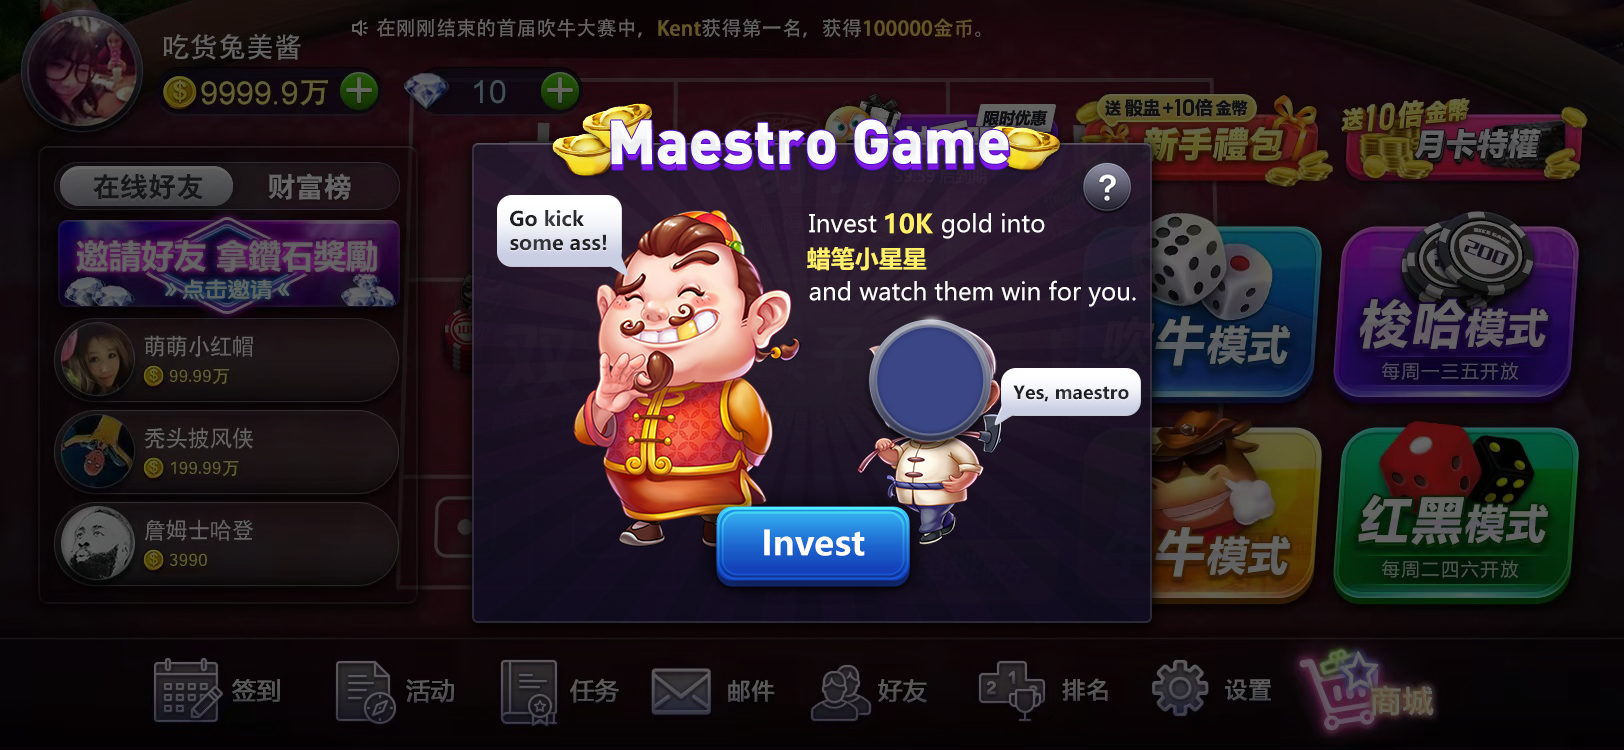 吃货兔美酱
9999.9万
10
在刚刚结束的首届吹牛大赛中，Kent获得第一名，获得100000金币。
限时优惠
送 骰盅+10倍金幣
新手禮包
送10倍金幣
月卡特權
Maestro Game
?
在线好友
财富榜
邀請好友 拿鑽石獎勵
»点击邀请«
萌萌小红帽
99.99万
秃头披风侠
199.99万
詹姆士哈登
3990
Go kick
some ass!
Invest 10K gold into
蜡笔小星星
and watch them win for you.
Yes, maestro
Invest
吹牛模式
200
梭哈模式
每周一三五开放
牛模式
红黑模式
每周二四六开放
签到
活动
任务
邮件
好友
2 1
排名
设置
商城